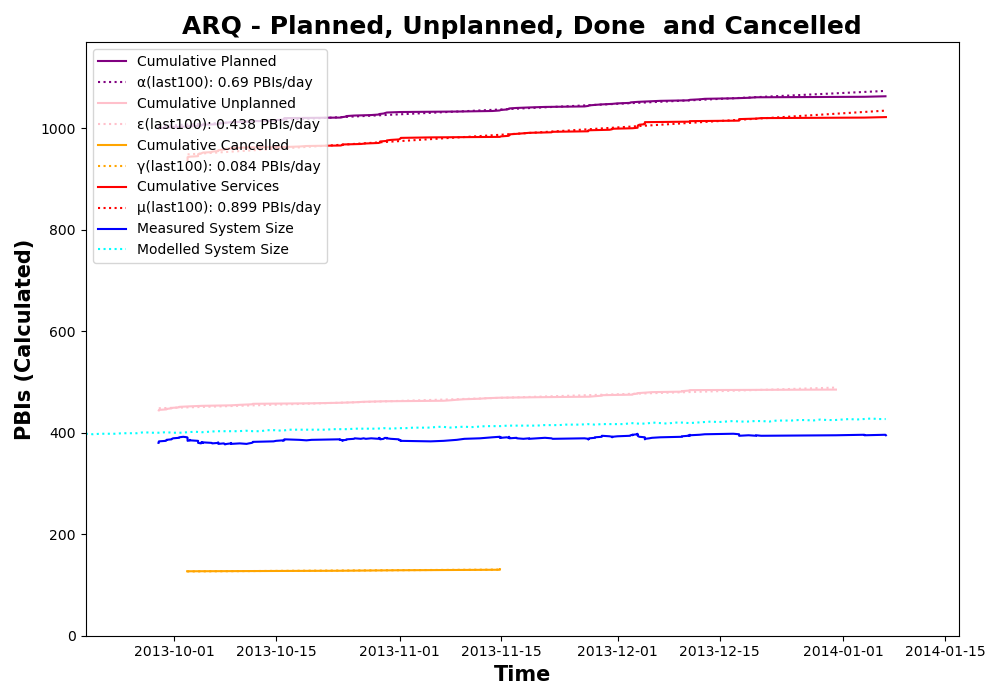 ARQ - Planned, Unplanned, Done  and Cancelled
Cumulative Planned
α(last100): 0.69 PBIs/day
Cumulative Unplanned
ε(last100): 0.438 PBIs/day
Cumulative Cancelled
γ(last100): 0.084 PBIs/day
Cumulative Services
μ(last100): 0.899 PBIs/day
Measured System Size
Modelled System Size
PBIs (Calculated)
1000
800
600
400
200
0
2013-10-01 2013-10-15 2013-11-01 2013-11-15 2013-12-01 2013-12-15 2014-01-01 2014-01-15
Time